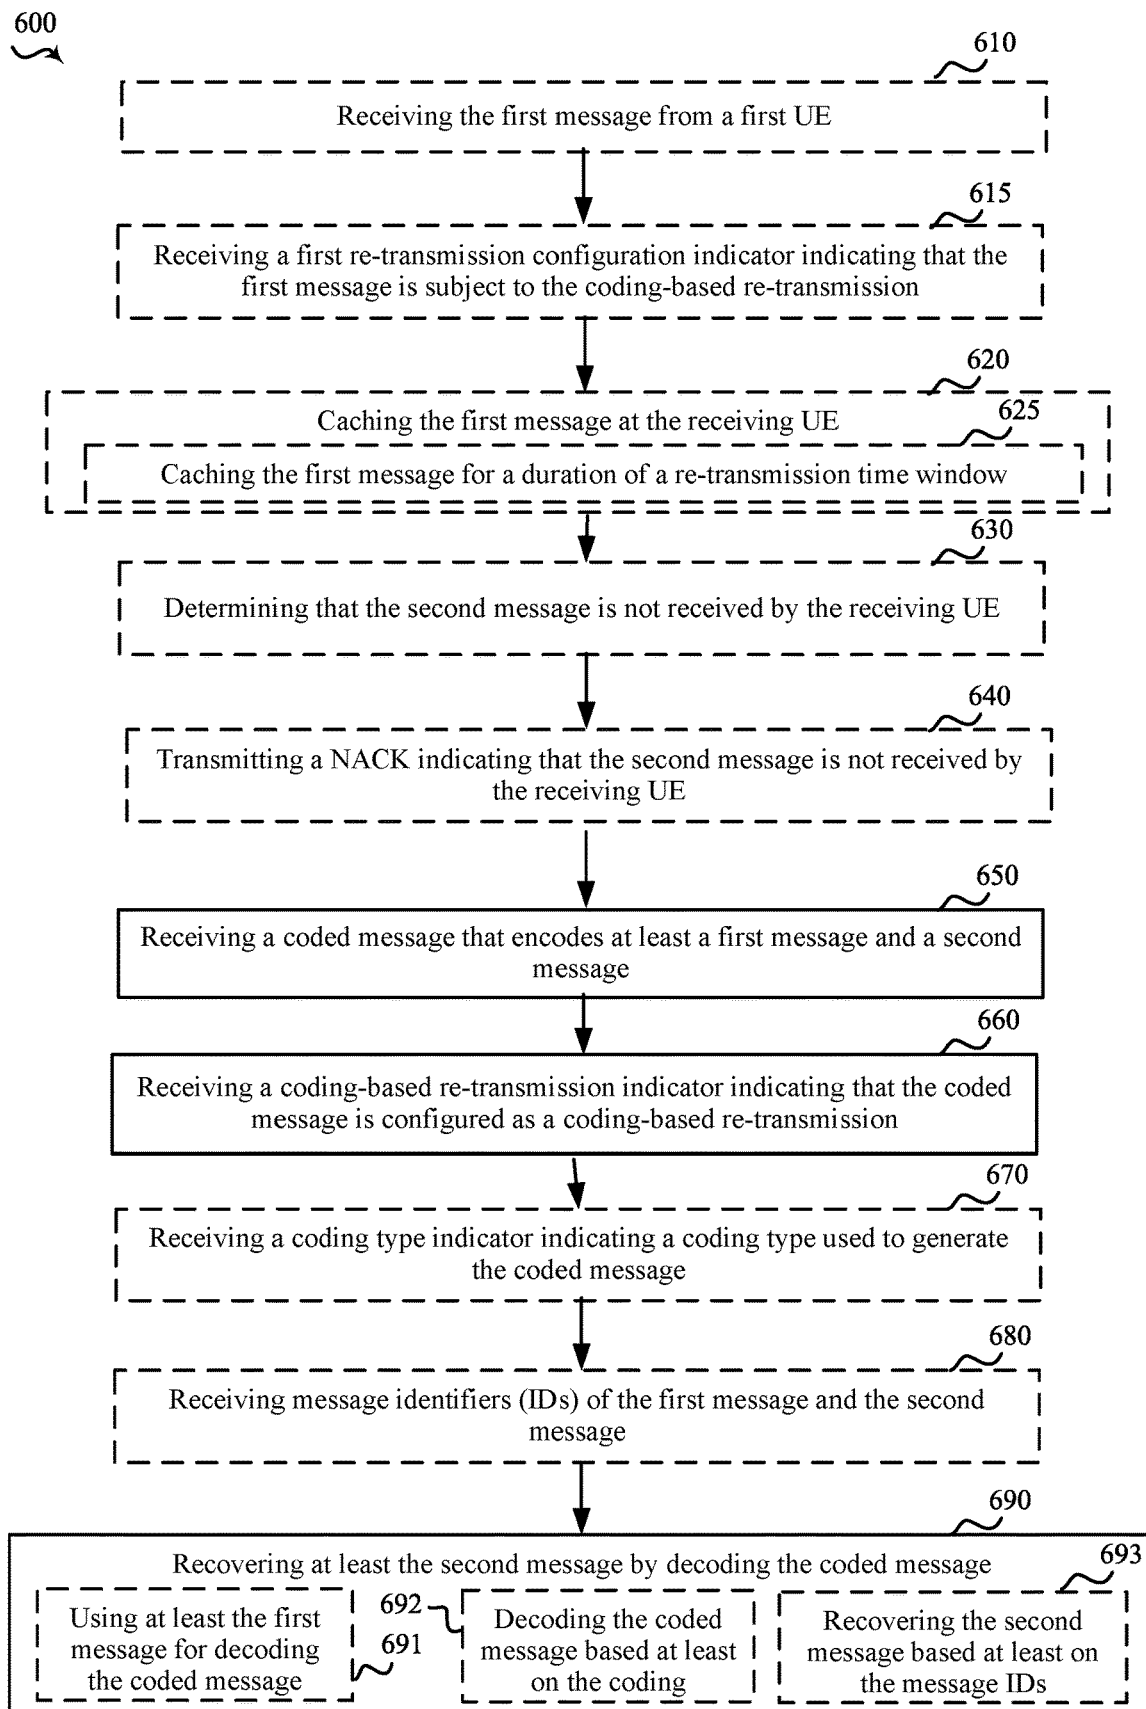 600
610
Receiving the first message from a first UE
615
Receiving a first re-transmission configuration indicator indicating that the
first message is subject to the coding-based re-transmission
620
Caching the first message at the receiving UE
625
Caching the first message for a duration of a re-transmission time window
630
Determining that the second message is not received by the receiving UE
640
Transmitting a NACK indicating that the second message is not received by
the receiving UE
650
Receiving a coded message that encodes at least a first message and a second
message
660
Receiving a coding-based re-transmission indicator indicating that the coded
message is configured as a coding-based re-transmission
670
Receiving a coding type indicator indicating a coding type used to generate
the coded message
680
Receiving message identifiers (IDs) of the first message and the second
message
690
Recovering at least the second message by decoding the coded message
Using at least the first
message for decoding
the coded message
691
692
Decoding the coded
message based at least
on the coding
693
Recovering the second
message based at least on
the message IDs